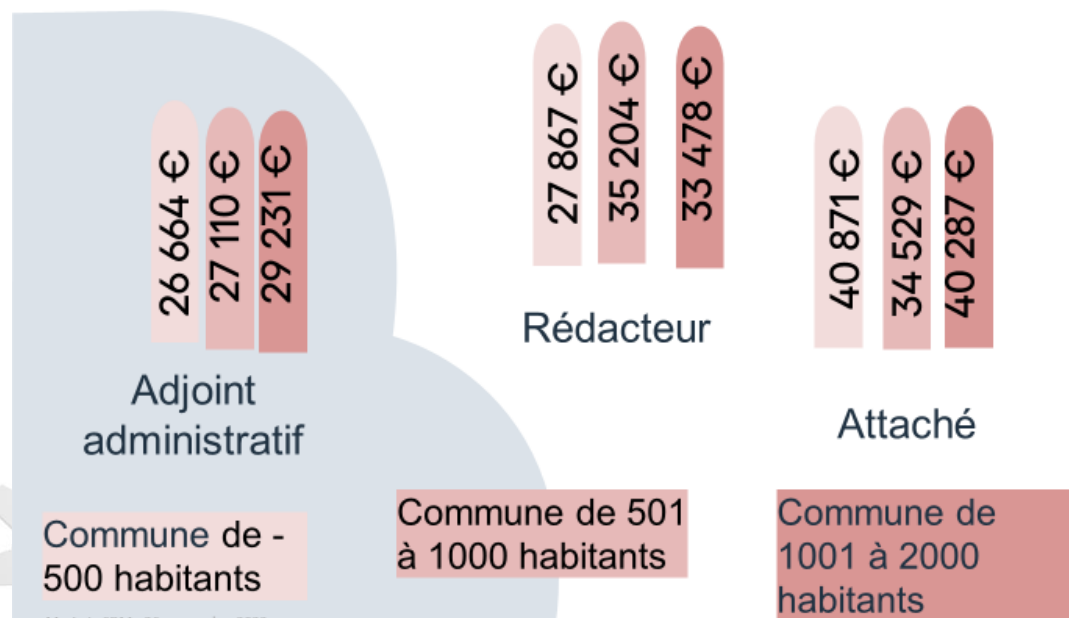 26 664 €
27 110 €
29 231 €
Adjoint
administratif
27 867 €
35 204 €
33 478 €
Rédacteur
40 871 €
34 529 €
40 287 €
Attaché
Commune de -
500 habitants
Commune de 501
à 1000 habitants
Commune de
1001 à 2000
habitants